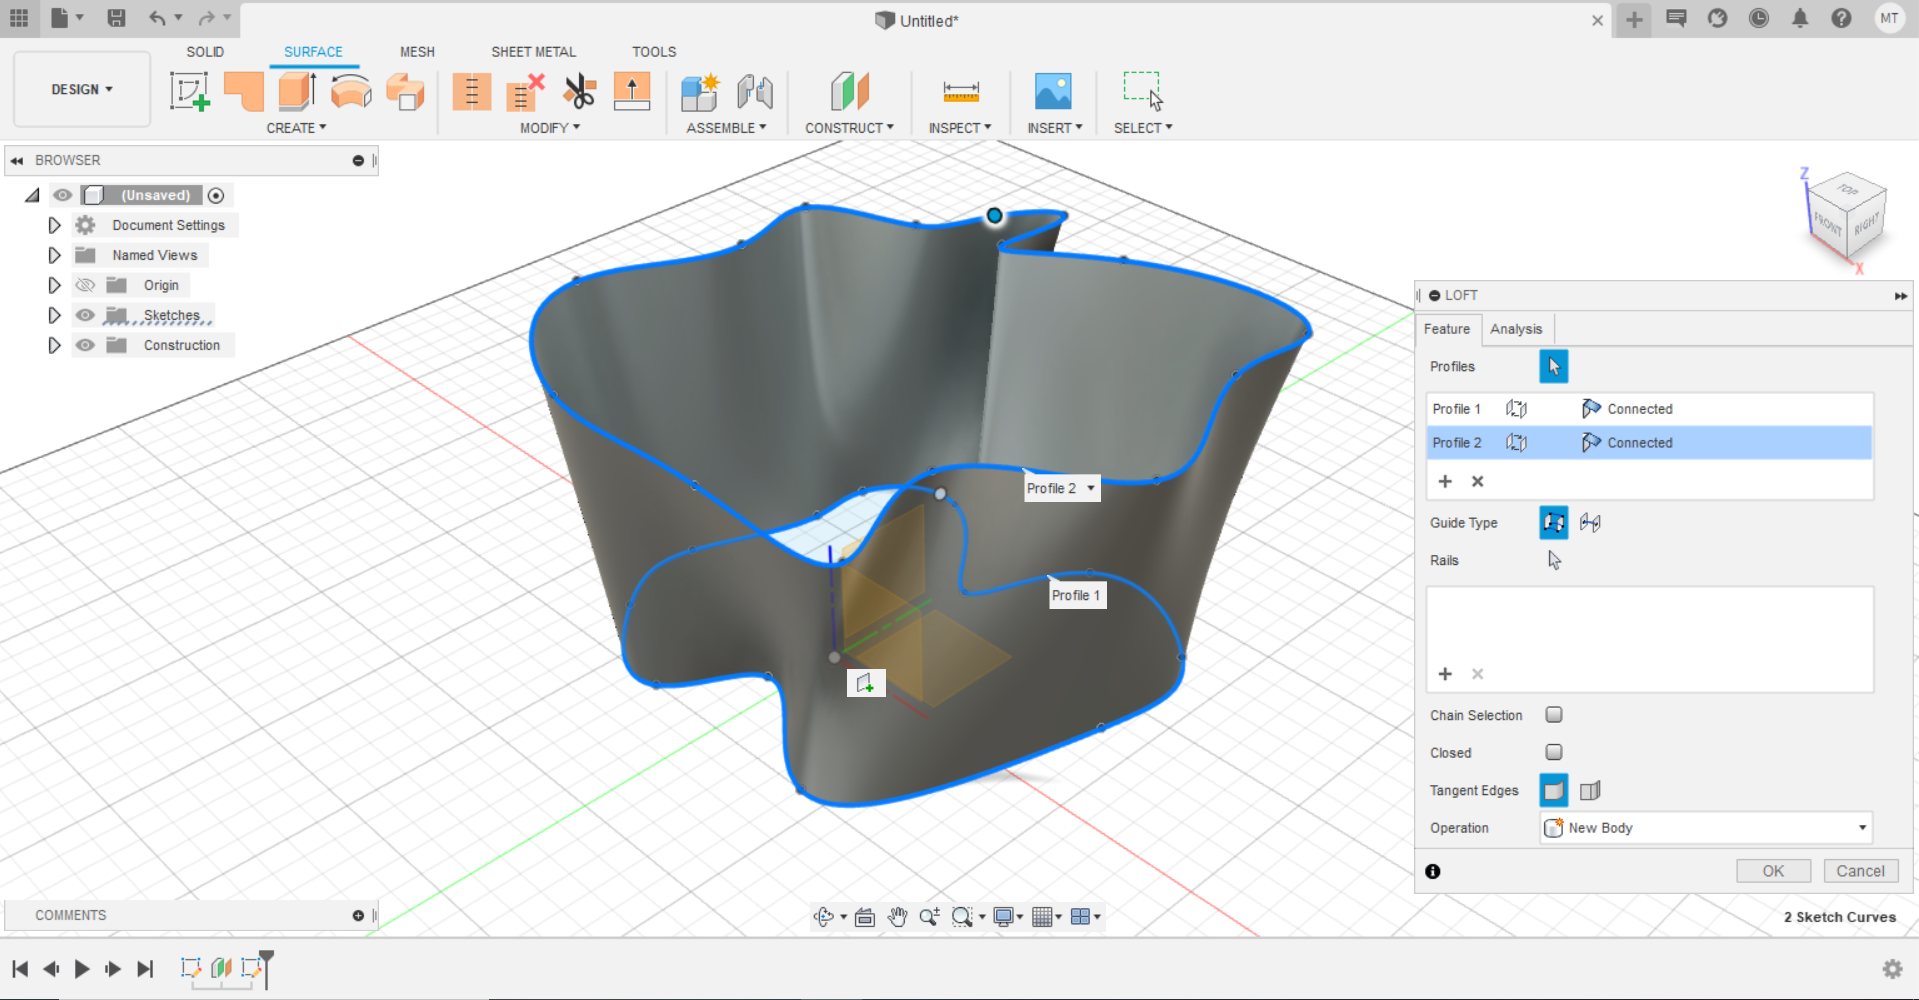 Untitled*
MT
SOLID SURFACE MESH SHEET METAL TOOLS
DESIGN
CREATE MODIFY ASSEMBLE CONSTRUCT INSPECT INSERT SELECT
BROWSER
(Unsaved)
Document Settings
Named Views
Origin
Sketches
Construction
Z
TOP
FRONT
RIGHT
X
LOFT
Feature Analysis
Profiles
Profile 1 Connected
Profile 2 Connected
Guide Type
Rails
Chain Selection
Closed
Tangent Edges
Operation New Body
OK Cancel
Profile 2
Profile 1
COMMENTS
2 Sketch Curves